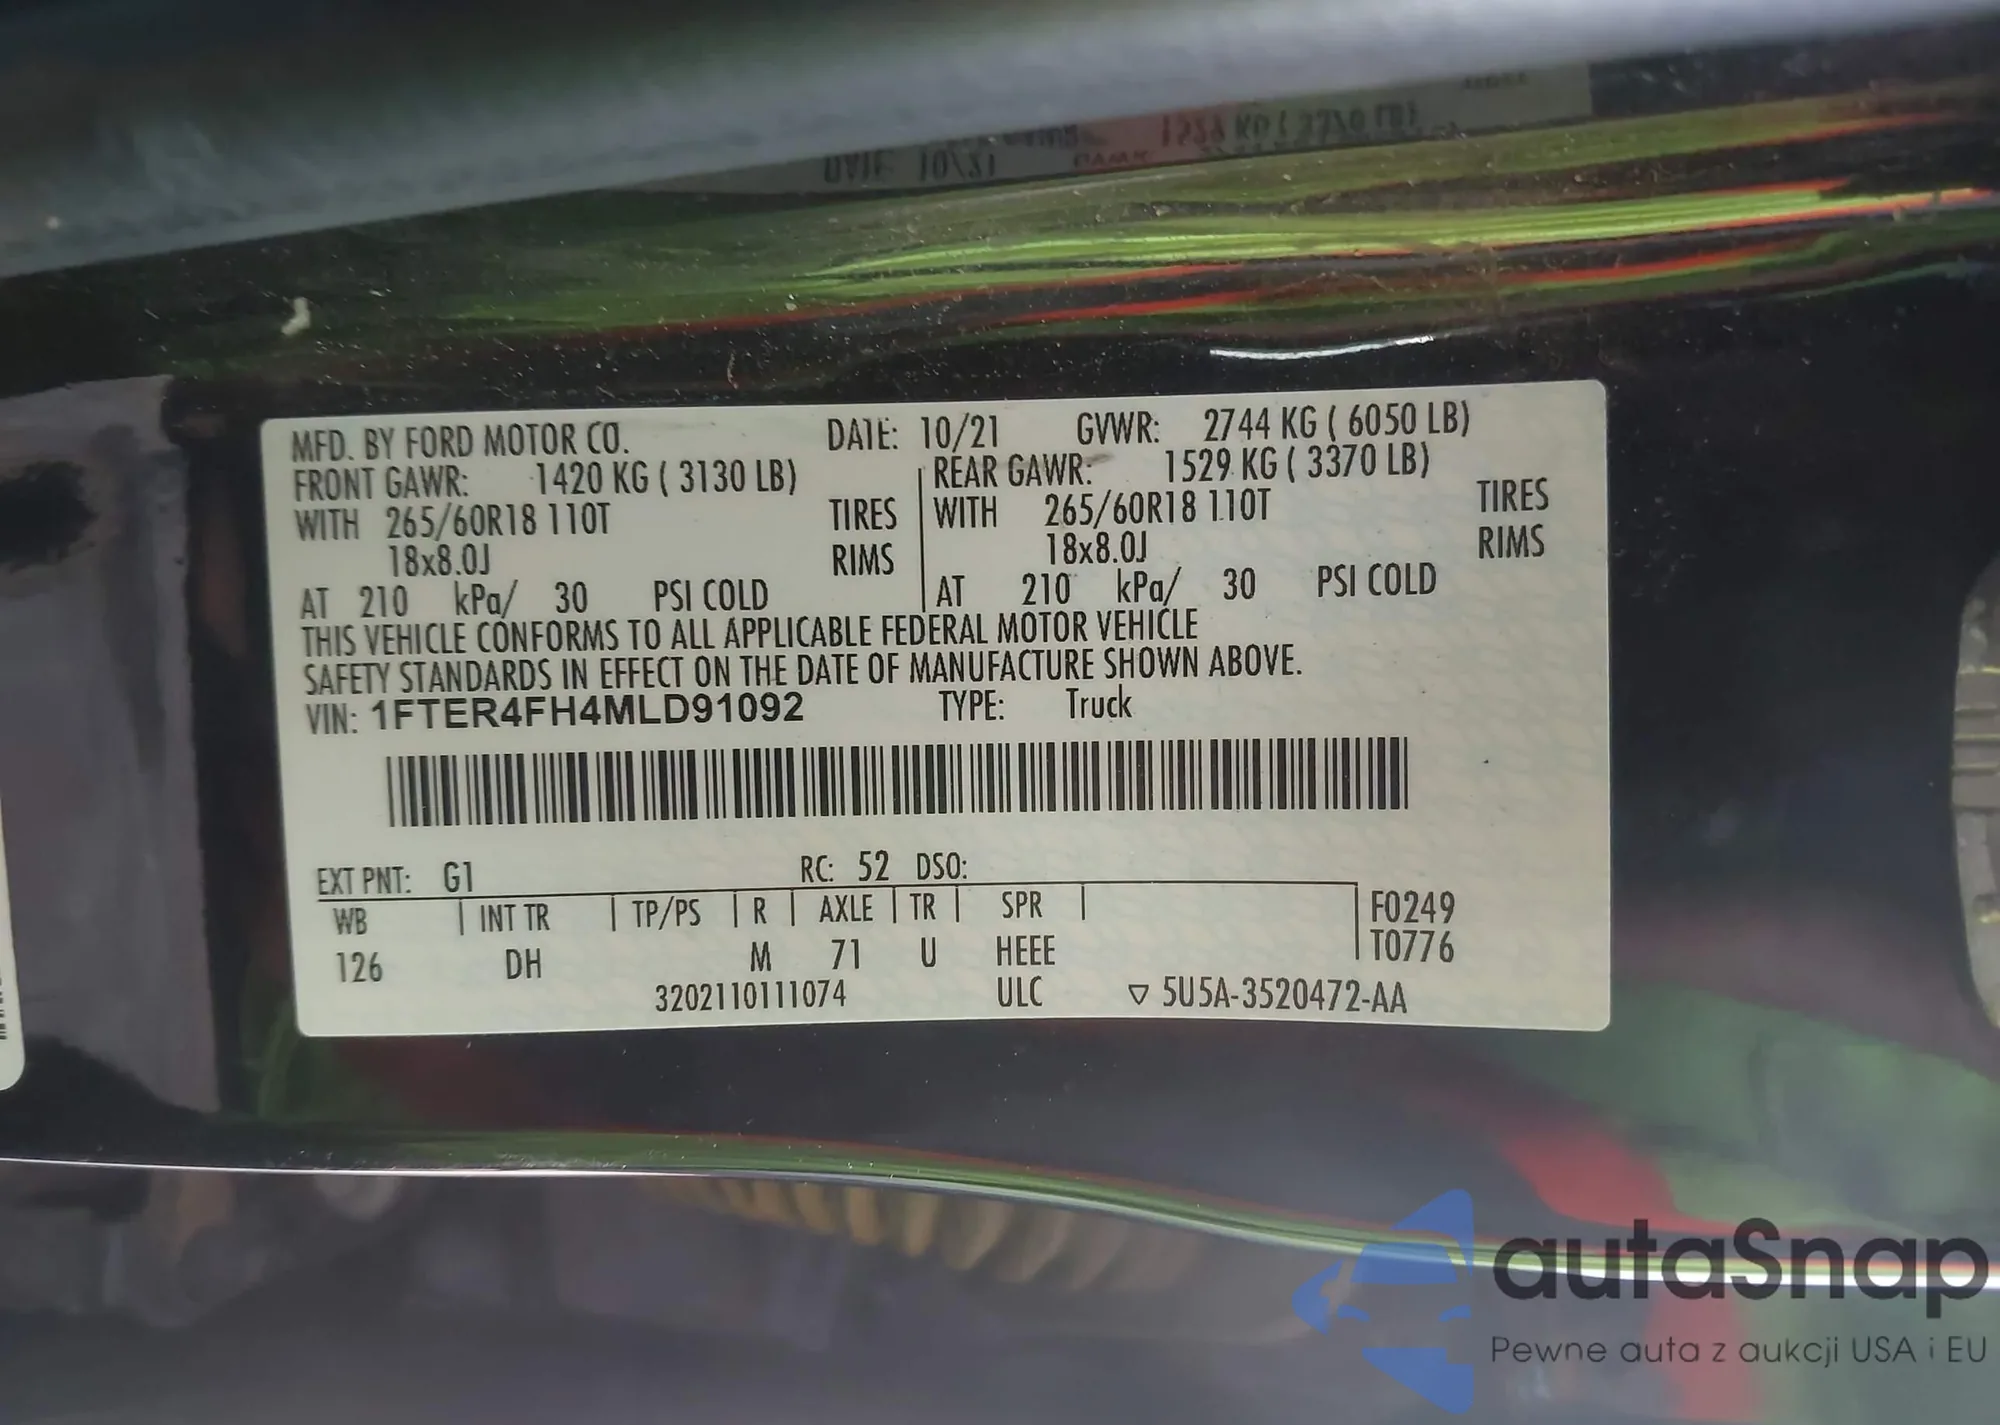 MFD. BY FORD MOTOR CO. DATE: 10/21 GVWR: 2744 KG ( 6050 LB)
FRONT GAWR: 1420 KG ( 3130 LB) REAR GAWR: 1529 KG ( 3370 LB)
WITH 265/60R18 110T TIRES WITH 265/60R18 110T TIRES
18x8.0J RIMS 18x8.0J RIMS
AT 210 kPa/ 30 PSI COLD AT 210 kPa/ 30 PSI COLD
THIS VEHICLE CONFORMS TO ALL APPLICABLE FEDERAL MOTOR VEHICLE
SAFETY STANDARDS IN EFFECT ON THE DATE OF MANUFACTURE SHOWN ABOVE.
VIN: 1FTER4FH4MLD91092 TYPE: Truck
EXT PNT: G1 RC: 52 DSO:
WB INT TR TP/PS R AXLE TR SPR F0249
126 DH M 71 U HEEE T0776
3202110111074 ULC ▽ 5U5A-3520472-AA
autaSnap
Pewne auta z aukcji USA i EU